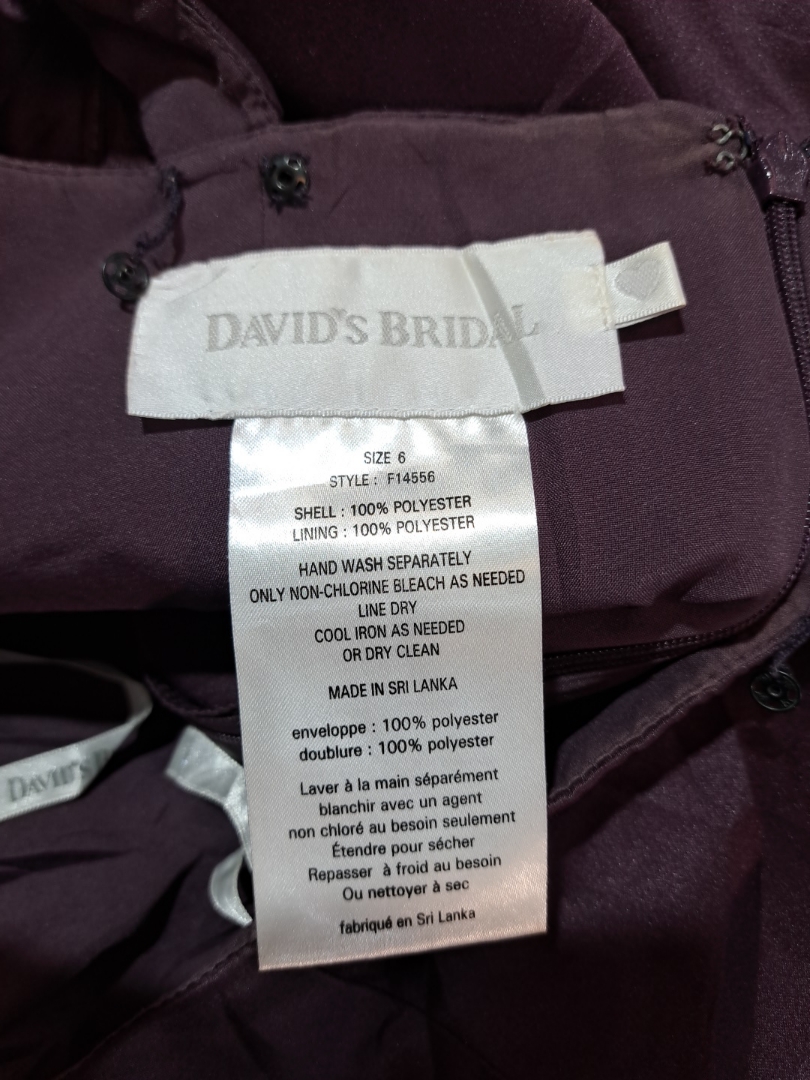 DAVID'S BRIDAL
SIZE 6
STYLE : F14556
SHELL : 100% POLYESTER
LINING : 100% POLYESTER
HAND WASH SEPARATELY
ONLY NON-CHLORINE BLEACH AS NEEDED
LINE DRY
COOL IRON AS NEEDED
OR DRY CLEAN
MADE IN SRI LANKA
enveloppe : 100% polyester
doublure : 100% polyester
Laver à la main séparément
blanchir avec un agent
non chloré au besoin seulement
Étendre pour sécher
Repasser à froid au besoin
Ou nettoyer à sec
fabriqué en Sri Lanka
DAVID'S